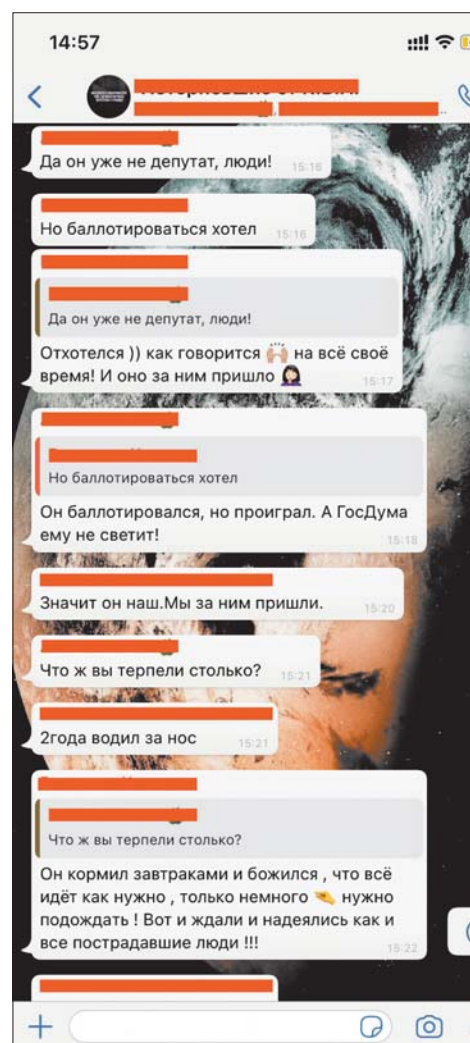 14:57
Да он уже не депутат, люди!
15:16
Но баллотироваться хотел
15:16
Да он уже не депутат, люди!
Отхотелся )) как говорится 🙌🏼 на всё своё
время! И оно за ним пришло 🤦🏻‍♀️
15:17
Но баллотироваться хотел
Он баллотировался, но проиграл. А ГосДума
ему не светит!
15:18
Значит он наш.Мы за ним пришли.
15:20
Что ж вы терпели столько?
15:21
2года водил за нос
15:21
Что ж вы терпели столько?
Он кормил завтраками и божился , что всё
идёт как нужно , только немного 🤏 нужно
подождать ! Вот и ждали и надеялись как и
все пострадавшие люди !!!
15:22